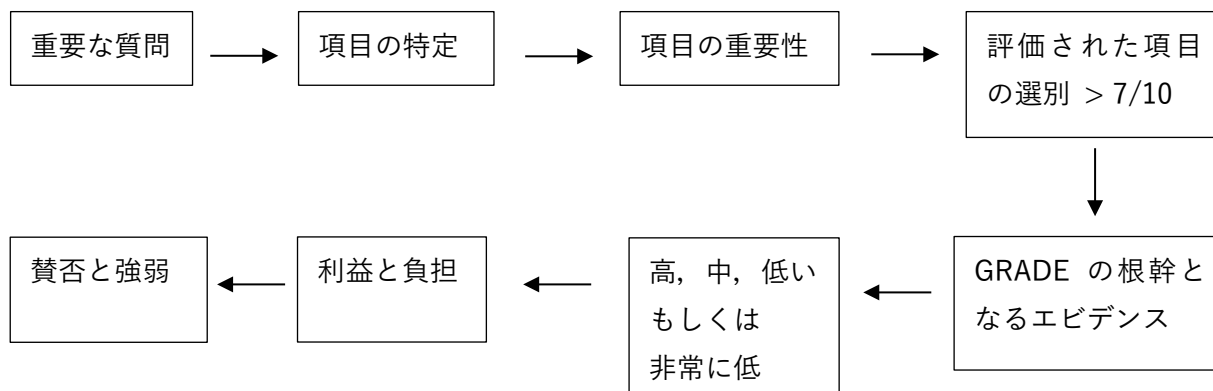 重要な質問
項目の特定
項目の重要性
評価された項目
の選別 > 7/10
GRADE の根幹と
なるエビデンス
高，中，低い
もしくは
非常に低
利益と負担
賛否と強弱